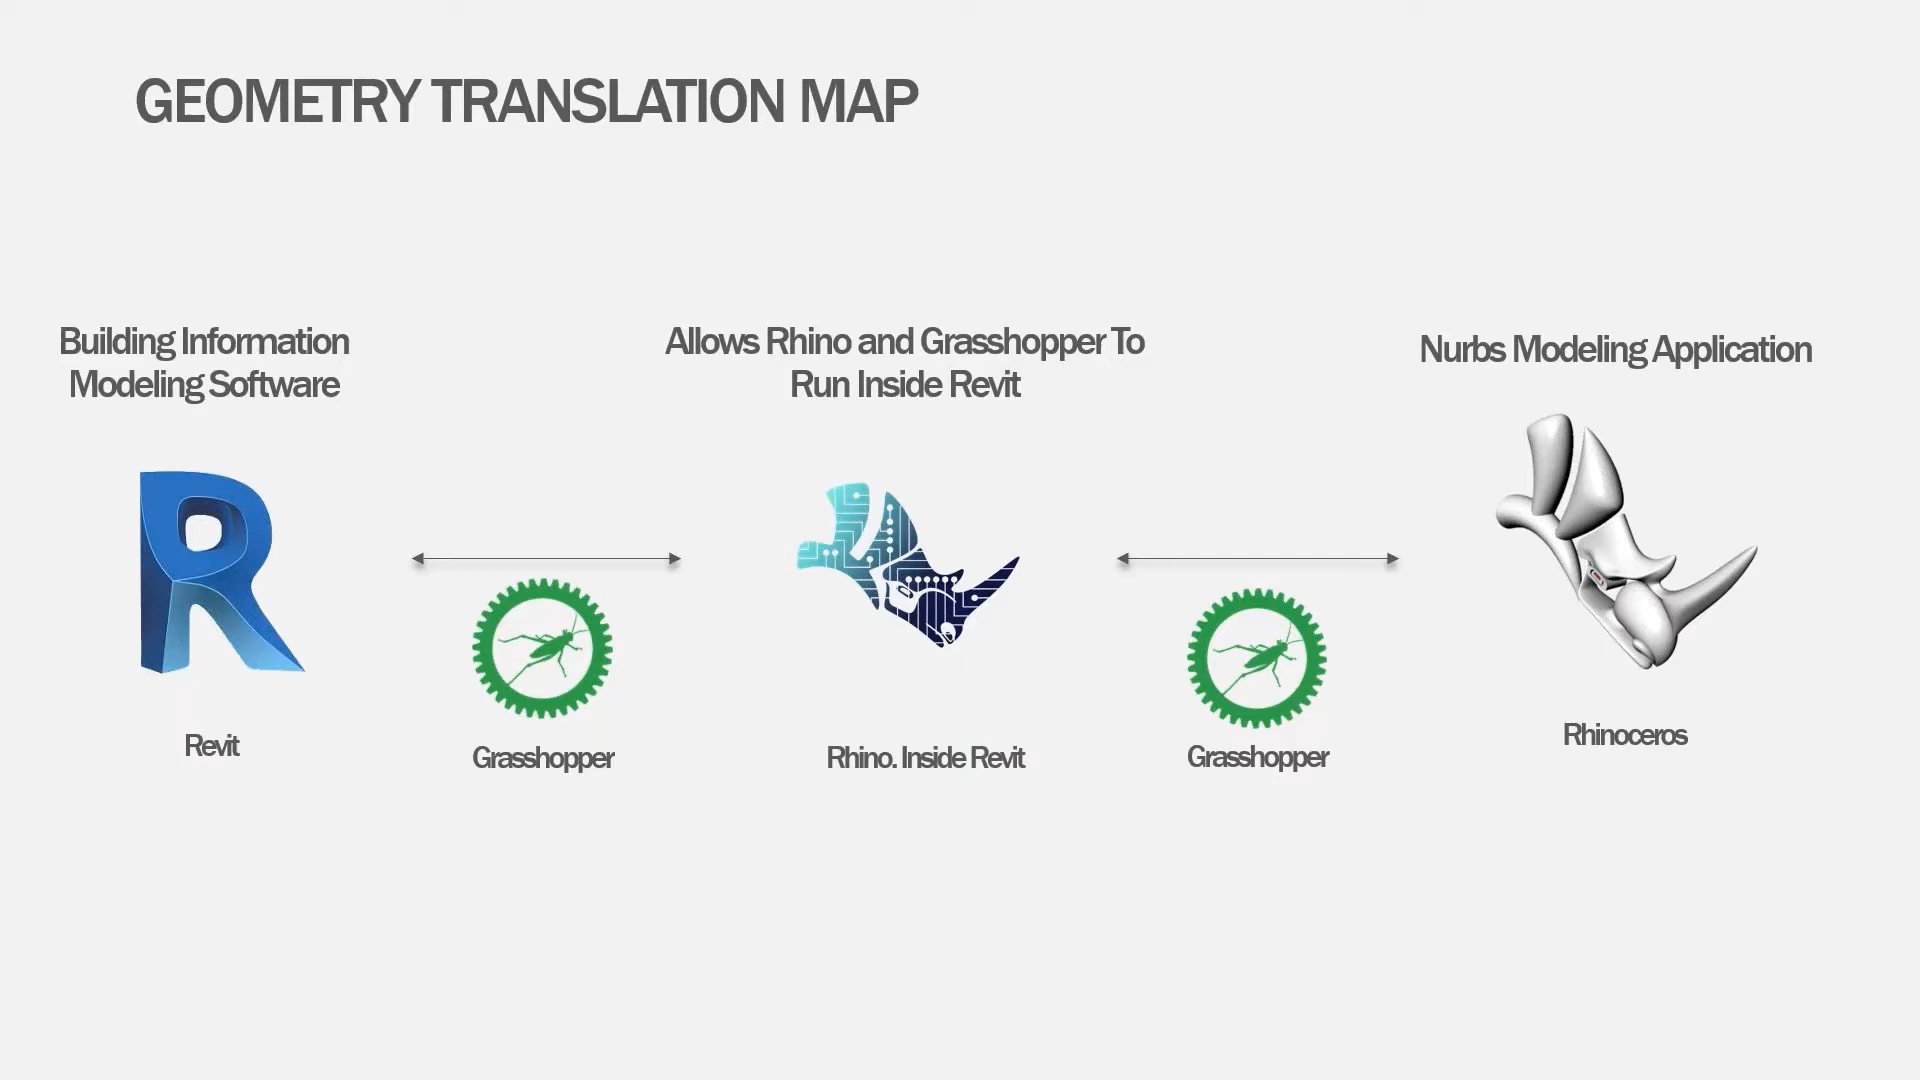 GEOMETRY TRANSLATION MAP
Building Information
Modeling Software
Allows Rhino and Grasshopper To
Run Inside Revit
Nurbs Modeling Application
Revit
Grasshopper
Rhino. Inside Revit
Grasshopper
Rhinoceros